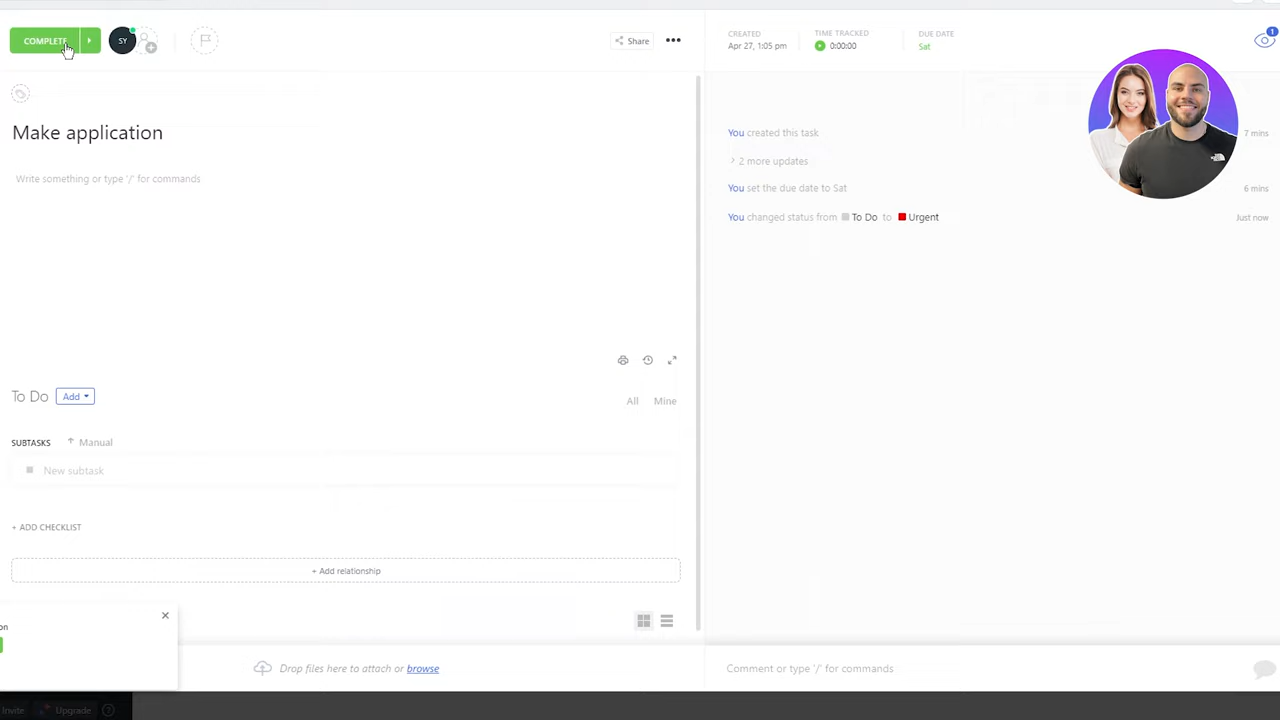 COMPLETE
SY
Share
CREATED
Apr 27, 1:05 pm
TIME TRACKED
0:00:00
DUE DATE
Sat
1
Make application
Write something or type '/' for commands
You created this task
7 mins
2 more updates
You set the due date to Sat
6 mins
You changed status from To Do to Urgent
Just now
To Do
Add
All
Mine
SUBTASKS
Manual
New subtask
+ ADD CHECKLIST
+ Add relationship
on
Drop files here to attach or browse
Comment or type '/' for commands
Invite
Upgrade
?